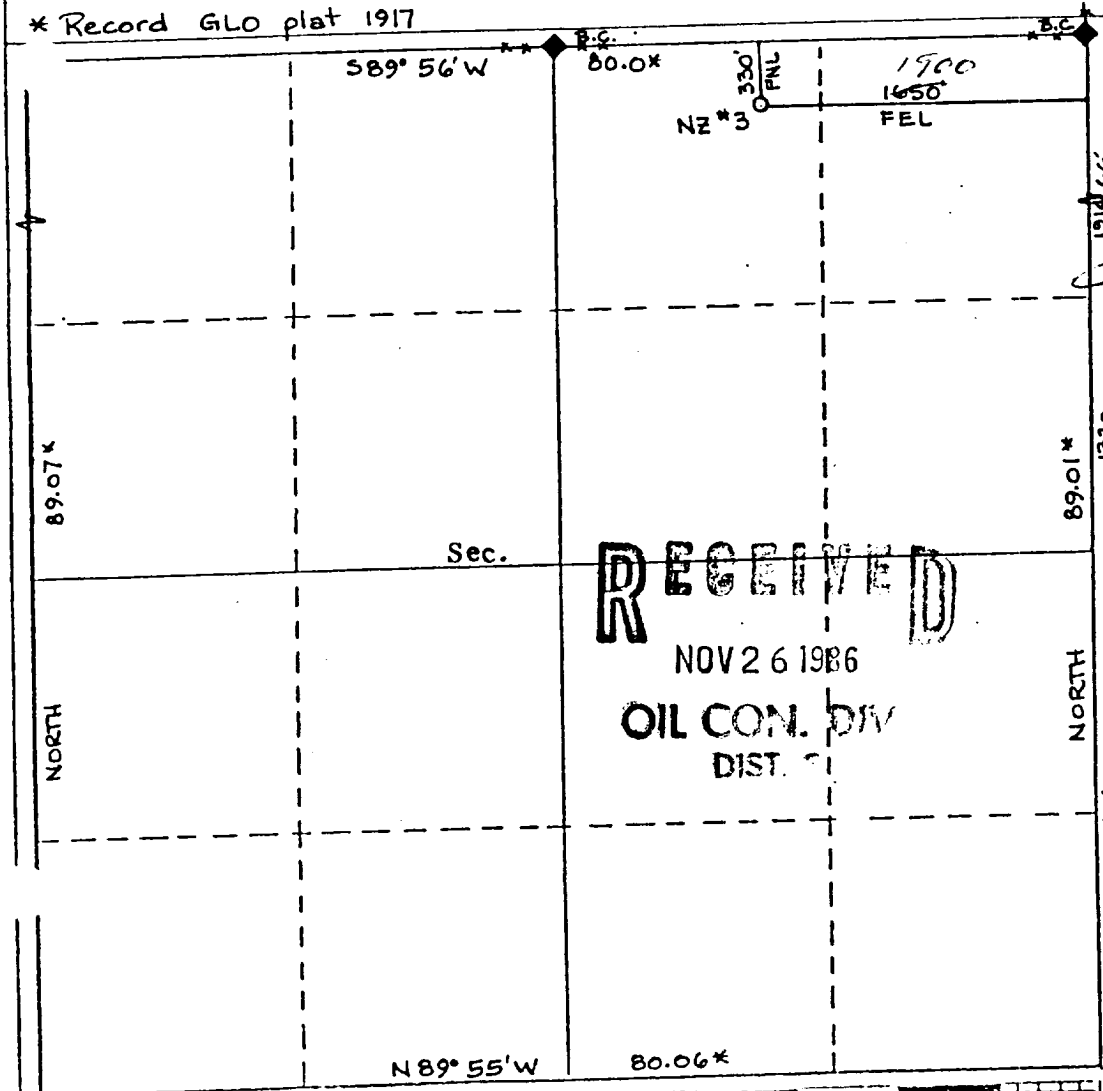 * Record GLO plat 1917
B.C.
B.C.
S89° 56' W
80.0*
330'
FNL
1900
1650'
FEL
NZ #3
89.07*
89.01*
Sec.
RECEIVED
NOV 26 1986
OIL CON. DIV
DIST.
NORTH
NORTH
N 89° 55' W
80.06*